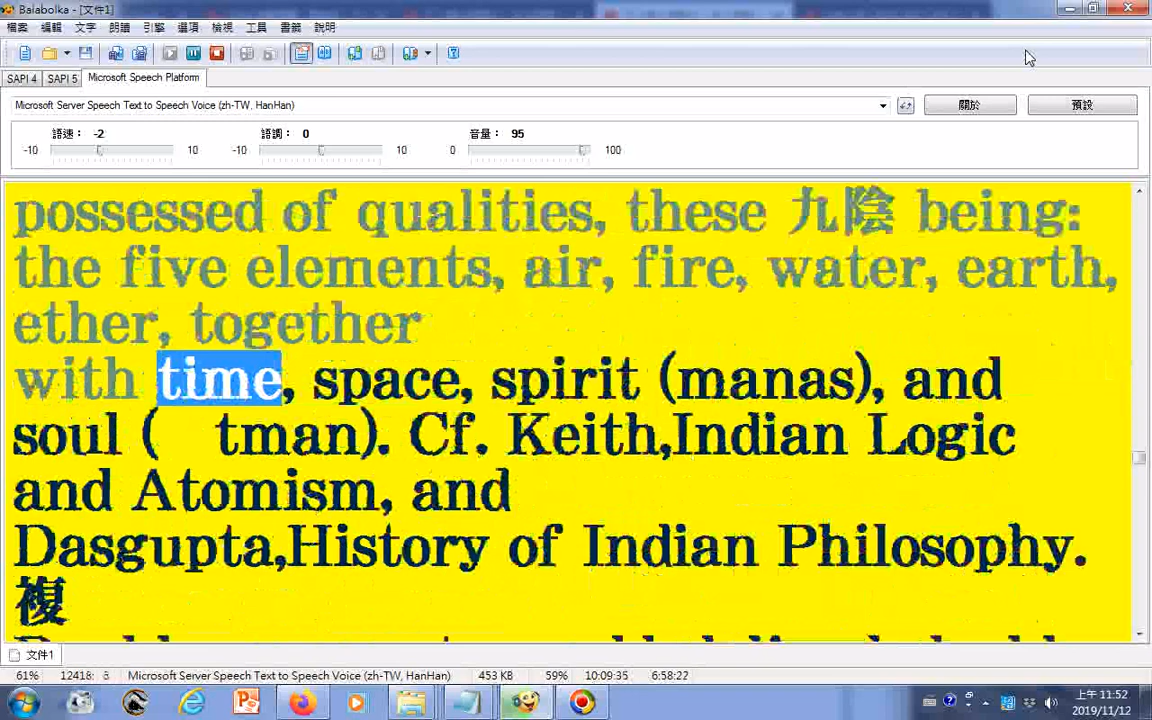 Balabolka - [文件1]
檔案 編輯 文字 朗讀 引擎 選項 檢視 工具 書籤 說明
SAPI 4 SAPI 5 Microsoft Speech Platform
Microsoft Server Speech Text to Speech Voice (zh-TW, HanHan) 關於 預設
語速： -2 語調： 0 音量： 95
-10 10 -10 10 0 100
possessed of qualities, these 九陰 being:
the five elements, air, fire, water, earth,
ether, together
with time, space, spirit (manas), and
soul ( tman). Cf. Keith,Indian Logic
and Atomism, and
Dasgupta,History of Indian Philosophy.
複
文件1
61% 12418: 8 Microsoft Server Speech Text to Speech Voice (zh-TW, HanHan) 453 KB 59% 10:09:35 6:58:22
上午 11:52
2019/11/12